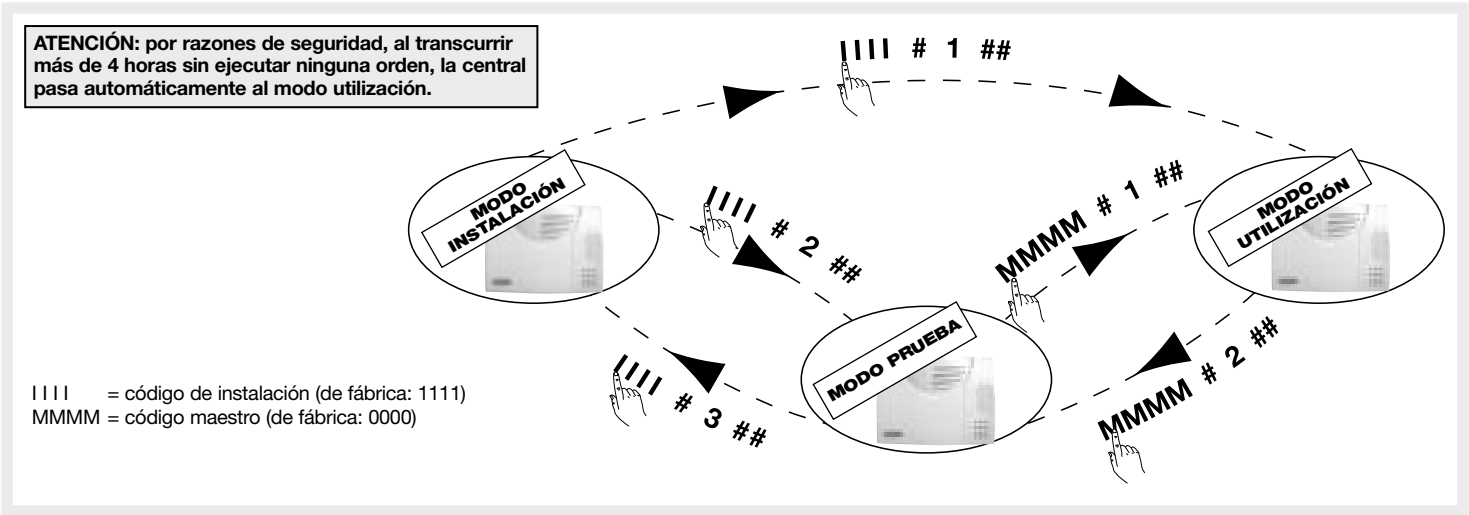 ATENCIÓN: por razones de seguridad, al transcurrir
más de 4 horas sin ejecutar ninguna orden, la central
pasa automáticamente al modo utilización.
IIII # 1 ##
MODO
INSTALACIÓN
IIII # 2 ##
MMMM # 1 ##
MODO
UTILIZACIÓN
MODO PRUEBA
IIII # 3 ##
MMMM # 2 ##
IIII = código de instalación (de fábrica: 1111)
MMMM = código maestro (de fábrica: 0000)